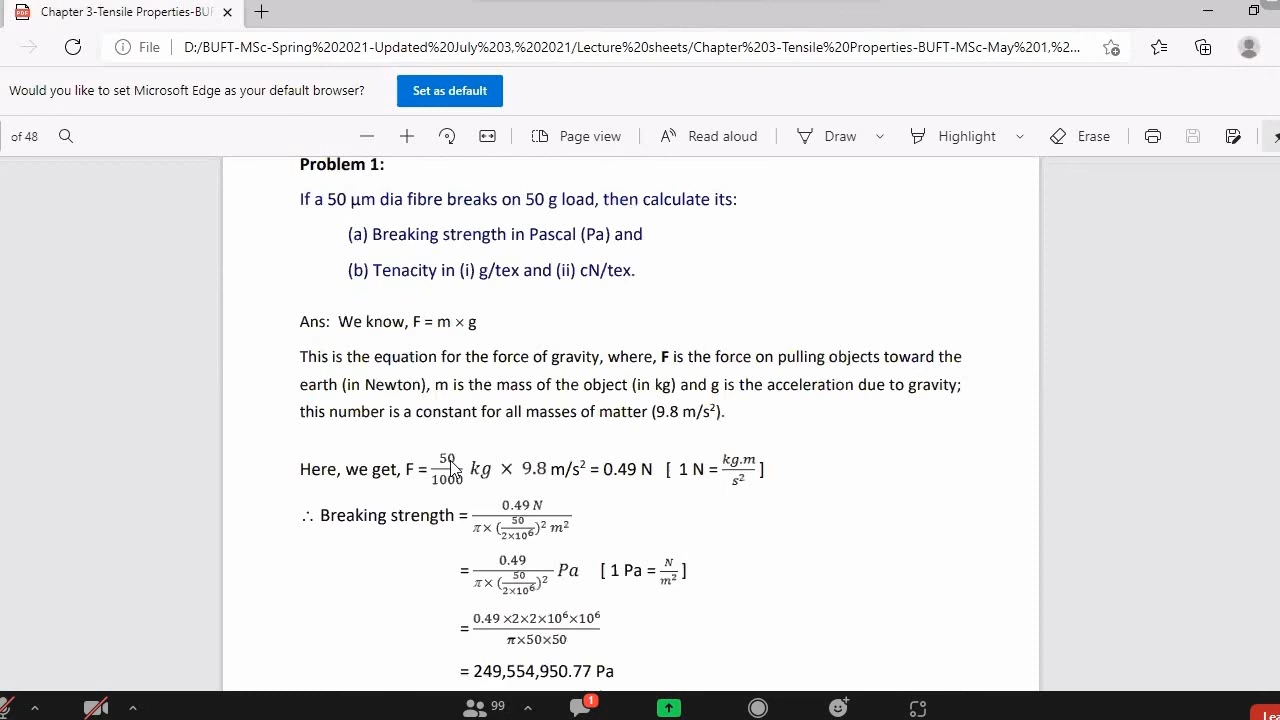 Chapter 3-Tensile Properties-BUF
File D:/BUFT-MSc-Spring%202021-Updated%20July%203,%202021/Lecture%20sheets/Chapter%203-Tensile%20Properties-BUFT-MSc-May%201,%2...
Would you like to set Microsoft Edge as your default browser? Set as default
of 48 Page view Read aloud Draw Highlight Erase
Problem 1:
If a 50 µm dia fibre breaks on 50 g load, then calculate its:
(a) Breaking strength in Pascal (Pa) and
(b) Tenacity in (i) g/tex and (ii) cN/tex.
Ans: We know, F = m × g
This is the equation for the force of gravity, where, F is the force on pulling objects toward the
earth (in Newton), m is the mass of the object (in kg) and g is the acceleration due to gravity;
this number is a constant for all masses of matter (9.8 m/s²).
Here, we get, F = 50/1000 kg × 9.8 m/s² = 0.49 N [ 1 N = kg.m/s² ]
∴ Breaking strength = 0.49 N / π× (50/2×10⁶)² m²
= 0.49 / π× (50/2×10⁶)² Pa [ 1 Pa = N/m² ]
= 0.49 ×2×2×10⁶×10⁶ / π×50×50
= 249,554,950.77 Pa
99 1